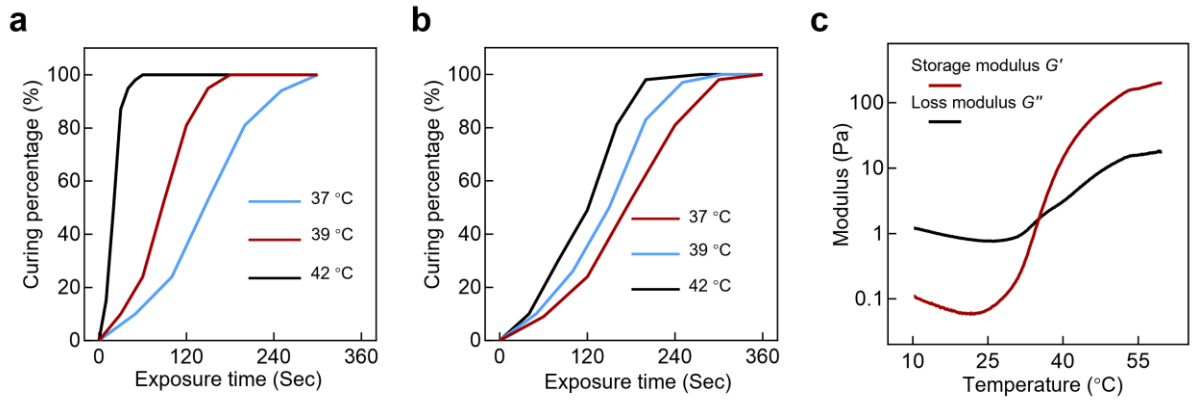 a
Curing percentage (%)
100
80
60
40
20
0
37 °C
39 °C
42 °C
0 120 240 360
Exposure time (Sec)
b
Curing percentage (%)
100
80
60
40
20
0
37 °C
39 °C
42 °C
0 120 240 360
Exposure time (Sec)
c
Modulus (Pa)
Storage modulus G'
Loss modulus G''
100
10
1
0.1
10 25 40 55
Temperature (°C)